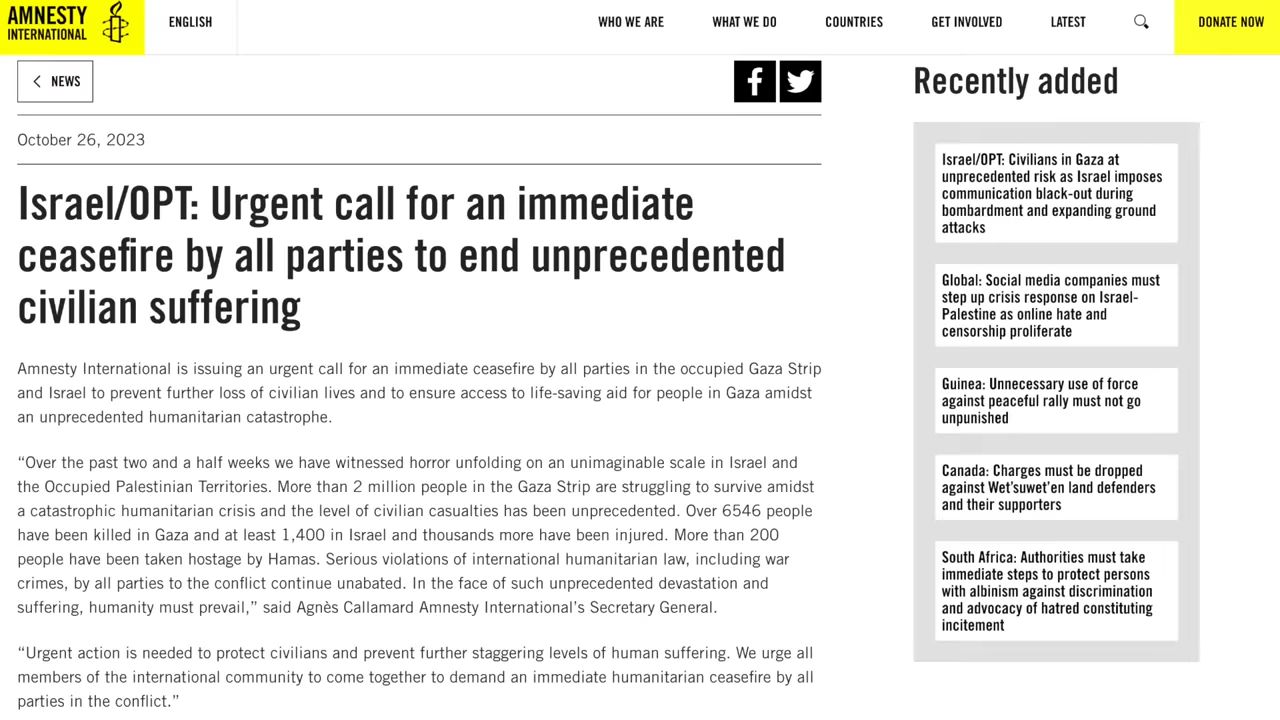 AMNESTY
INTERNATIONAL
ENGLISH
WHO WE ARE
WHAT WE DO
COUNTRIES
GET INVOLVED
LATEST
DONATE NOW
NEWS
October 26, 2023
Israel/OPT: Urgent call for an immediate
ceasefire by all parties to end unprecedented
civilian suffering
Amnesty International is issuing an urgent call for an immediate ceasefire by all parties in the occupied Gaza Strip
and Israel to prevent further loss of civilian lives and to ensure access to life-saving aid for people in Gaza amidst
an unprecedented humanitarian catastrophe.
“Over the past two and a half weeks we have witnessed horror unfolding on an unimaginable scale in Israel and
the Occupied Palestinian Territories. More than 2 million people in the Gaza Strip are struggling to survive amidst
a catastrophic humanitarian crisis and the level of civilian casualties has been unprecedented. Over 6546 people
have been killed in Gaza and at least 1,400 in Israel and thousands more have been injured. More than 200
people have been taken hostage by Hamas. Serious violations of international humanitarian law, including war
crimes, by all parties to the conflict continue unabated. In the face of such unprecedented devastation and
suffering, humanity must prevail,” said Agnès Callamard Amnesty International’s Secretary General.
“Urgent action is needed to protect civilians and prevent further staggering levels of human suffering. We urge all
members of the international community to come together to demand an immediate humanitarian ceasefire by all
parties in the conflict.”
Recently added
Israel/OPT: Civilians in Gaza at
unprecedented risk as Israel imposes
communication black-out during
bombardment and expanding ground
attacks
Global: Social media companies must
step up crisis response on Israel-
Palestine as online hate and
censorship proliferate
Guinea: Unnecessary use of force
against peaceful rally must not go
unpunished
Canada: Charges must be dropped
against Wet’suwet’en land defenders
and their supporters
South Africa: Authorities must take
immediate steps to protect persons
with albinism against discrimination
and advocacy of hatred constituting
incitement